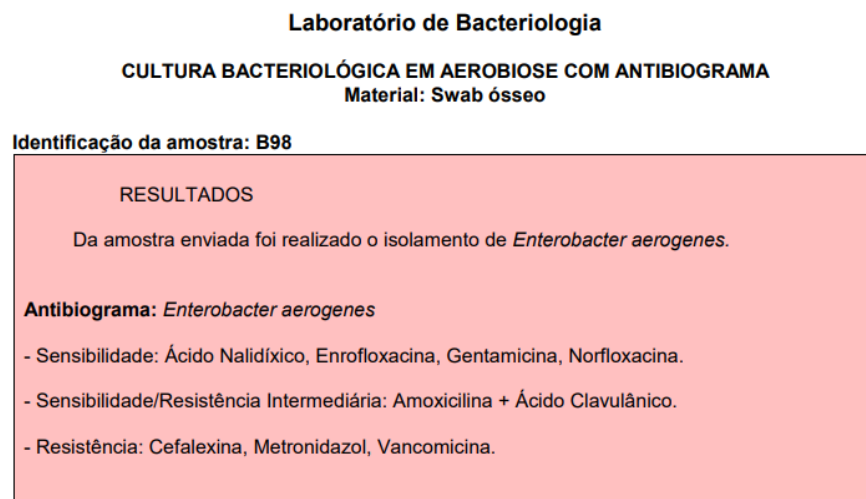 Laboratório de Bacteriologia
CULTURA BACTERIOLÓGICA EM AEROBIOSE COM ANTIBIOGRAMA
Material: Swab ósseo
Identificação da amostra: B98
RESULTADOS
Da amostra enviada foi realizado o isolamento de Enterobacter aerogenes.
Antibiograma: Enterobacter aerogenes
- Sensibilidade: Ácido Nalidíxico, Enrofloxacina, Gentamicina, Norfloxacina.
- Sensibilidade/Resistência Intermediária: Amoxicilina + Ácido Clavulânico.
- Resistência: Cefalexina, Metronidazol, Vancomicina.